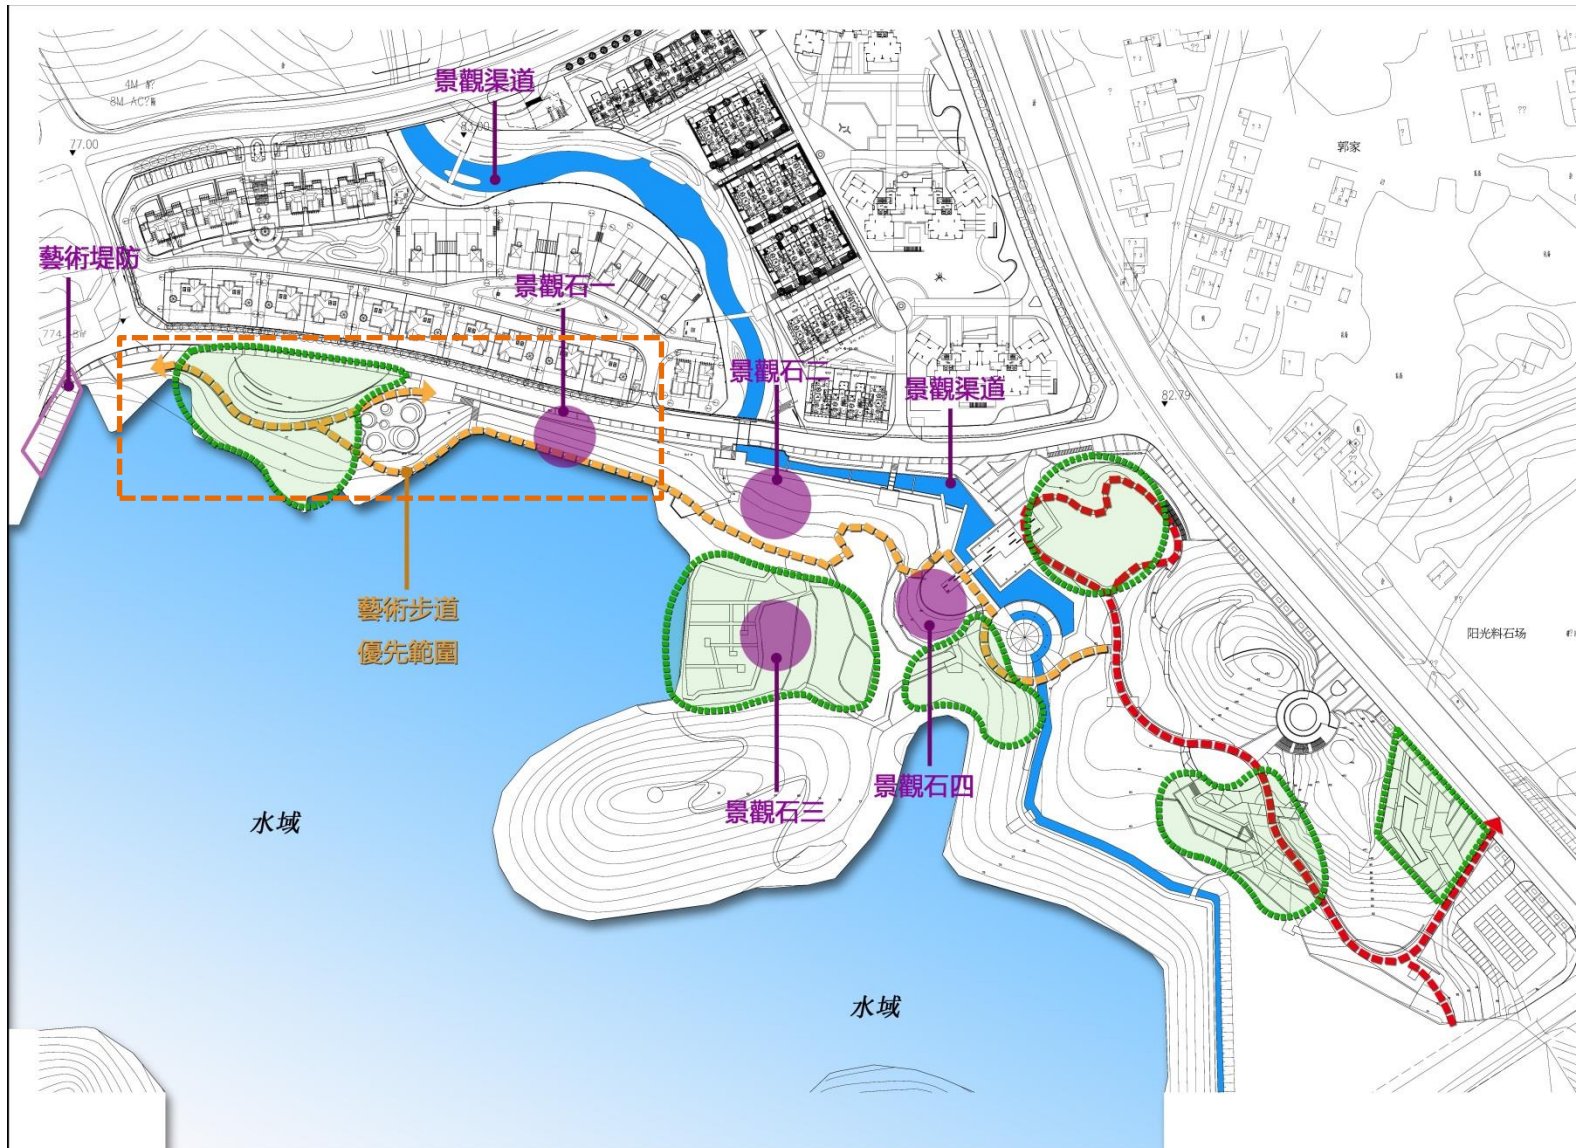 景觀渠道
83.00
77.00
郭家
藝術堤防
景觀石一
景觀石二
景觀渠道
82.79
藝術步道
優先範圍
阳光料石场
景觀石四
景觀石三
水域
水域